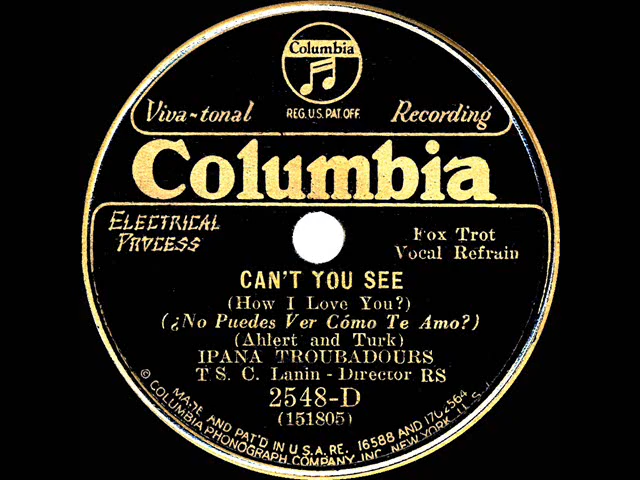 Columbia
REG. U.S. PAT. OFF.
Viva-tonal Recording
Columbia
ELECTRICAL
PROCESS
Fox Trot
Vocal Refrain
CAN'T YOU SEE
(How I Love You?)
(¿No Puedes Ver Cómo Te Amo?)
(Ahlert and Turk)
IPANA TROUBADOURS
T S. C. Lanin - Director RS
2548-D
(151805)
MADE AND PAT'D IN U.S.A. RE. 16588 AND 1702564
© COLUMBIA PHONOGRAPH COMPANY, INC. NEW YORK, U.S.